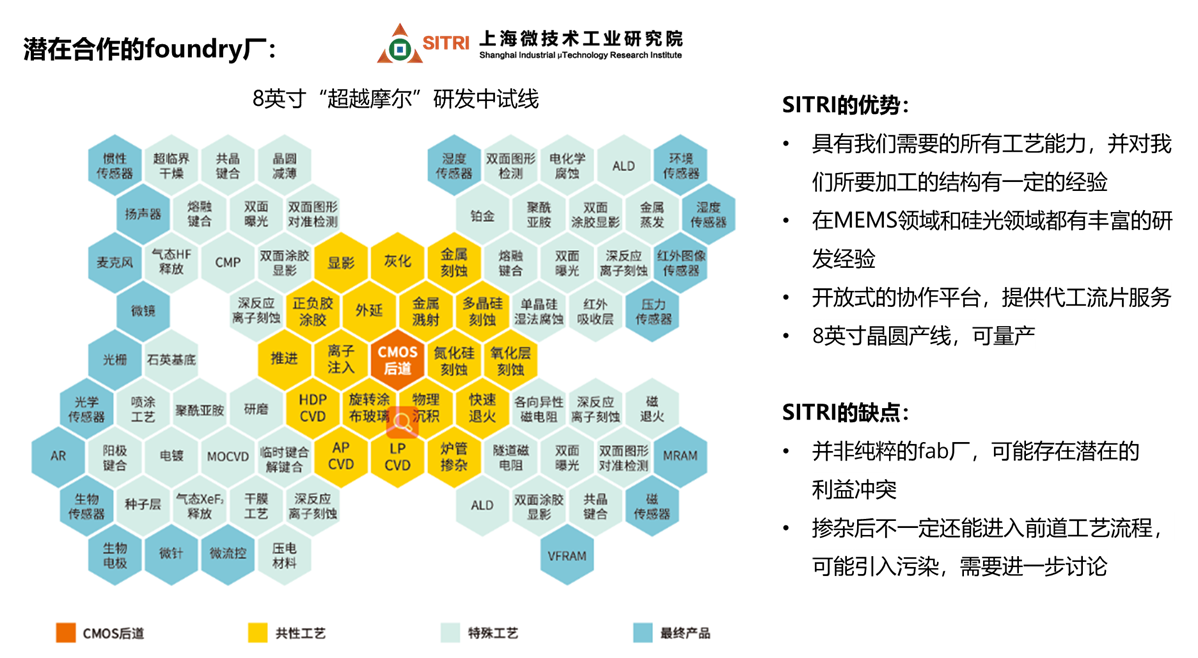 潜在合作的foundry厂：
SITRI
上海微技术工业研究院
Shanghai Industrial μTechnology Research Institute
8英寸“超越摩尔”研发中试线
惯性
传感器
超临界
干燥
共晶
键合
晶圆
减薄
湿度
传感器
双面图形
检测
电化学
腐蚀
ALD
环境
传感器
扬声器
熔融
键合
双面
曝光
双面图形
对准检测
铂金
聚酰
亚胺
双面
涂胶显影
金属
蒸发
湿度
传感器
麦克风
气态HF
释放
CMP
双面涂胶
显影
显影
灰化
金属
刻蚀
熔融
键合
双面
曝光
深反应
离子刻蚀
红外图像
传感器
微镜
深反应
离子刻蚀
正负胶
涂胶
外延
金属
溅射
多晶硅
刻蚀
单晶硅
湿法腐蚀
红外
吸收层
压力
传感器
光栅
石英基底
推进
离子
注入
CMOS
后道
氮化硅
刻蚀
氧化层
刻蚀
光学
传感器
喷涂
工艺
聚酰亚胺
研磨
HDP
CVD
旋转涂
布玻璃
物理
沉积
快速
退火
各向异性
磁电阻
深反应
离子刻蚀
磁
退火
AR
阳极
键合
电镀
MOCVD
临时键合
解键合
AP
CVD
LP
CVD
炉管
掺杂
隧道磁
电阻
双面
曝光
双面图形
对准检测
MRAM
生物
传感器
种子层
气态XeF₂
释放
干膜
工艺
深反应
离子刻蚀
ALD
双面涂胶
显影
共晶
键合
磁
传感器
生物
电极
微针
微流控
压电
材料
VFRAM
CMOS后道
共性工艺
特殊工艺
最终产品
SITRI的优势：
• 具有我们需要的所有工艺能力，并对我
们所要加工的结构有一定的经验
• 在MEMS领域和硅光领域都有丰富的研
发经验
• 开放式的协作平台，提供代工流片服务
• 8英寸晶圆产线，可量产
SITRI的缺点：
• 并非纯粹的fab厂，可能存在潜在的
利益冲突
• 掺杂后不一定还能进入前道工艺流程，
可能引入污染，需要进一步讨论